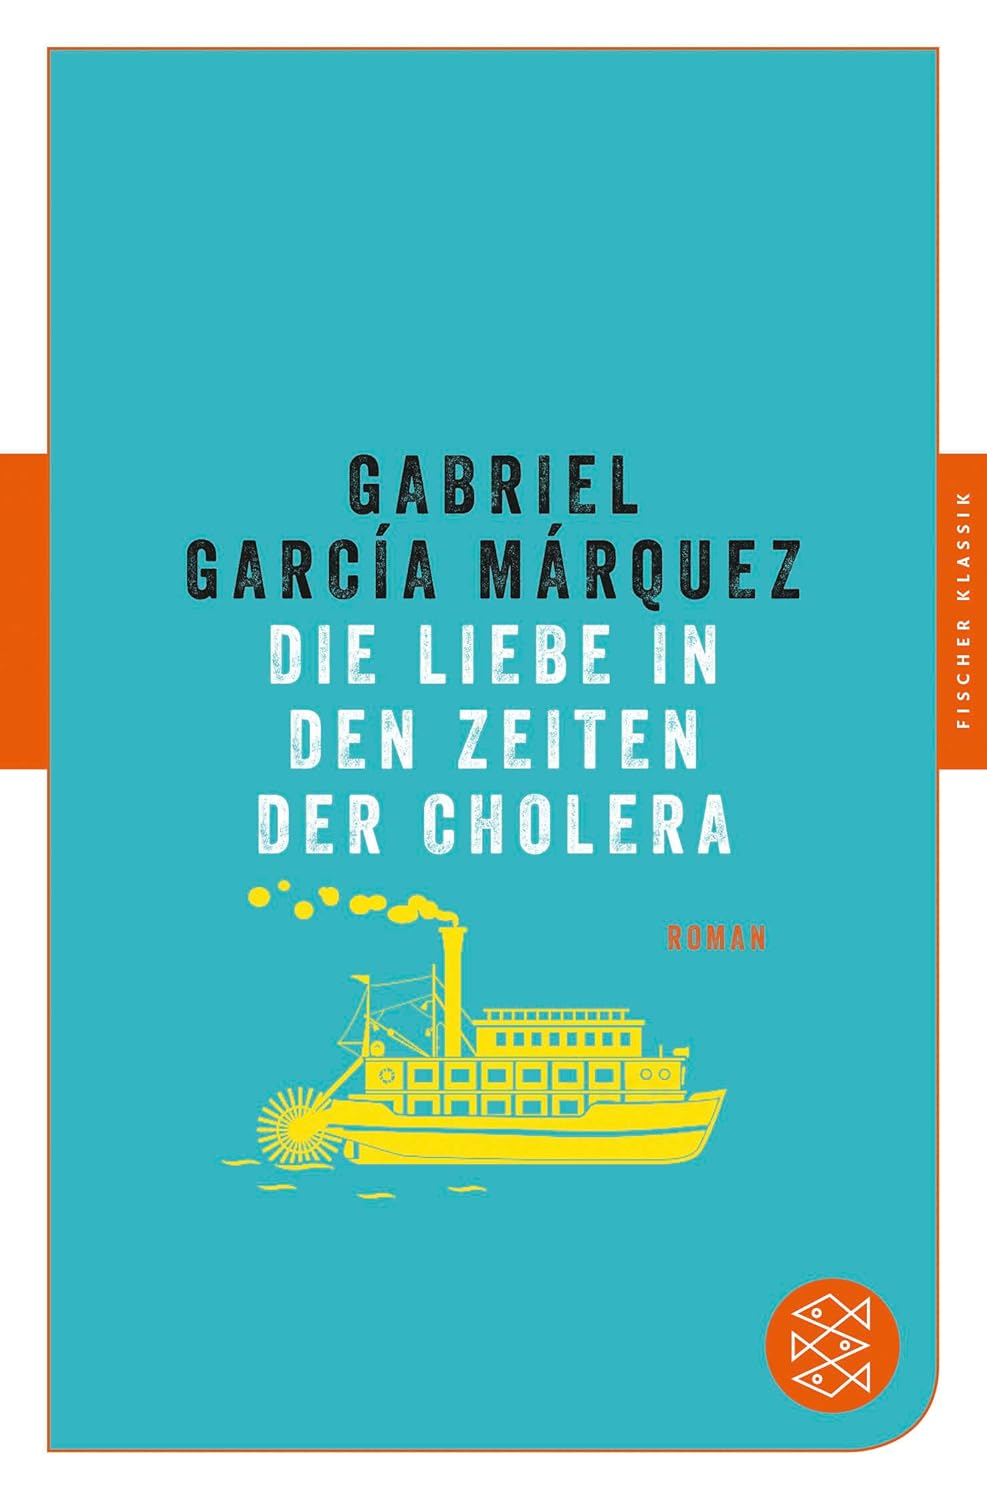 GABRIEL
GARCÍA MÁRQUEZ
DIE LIEBE IN
DEN ZEITEN
DER CHOLERA
ROMAN
FISCHER KLASSIK